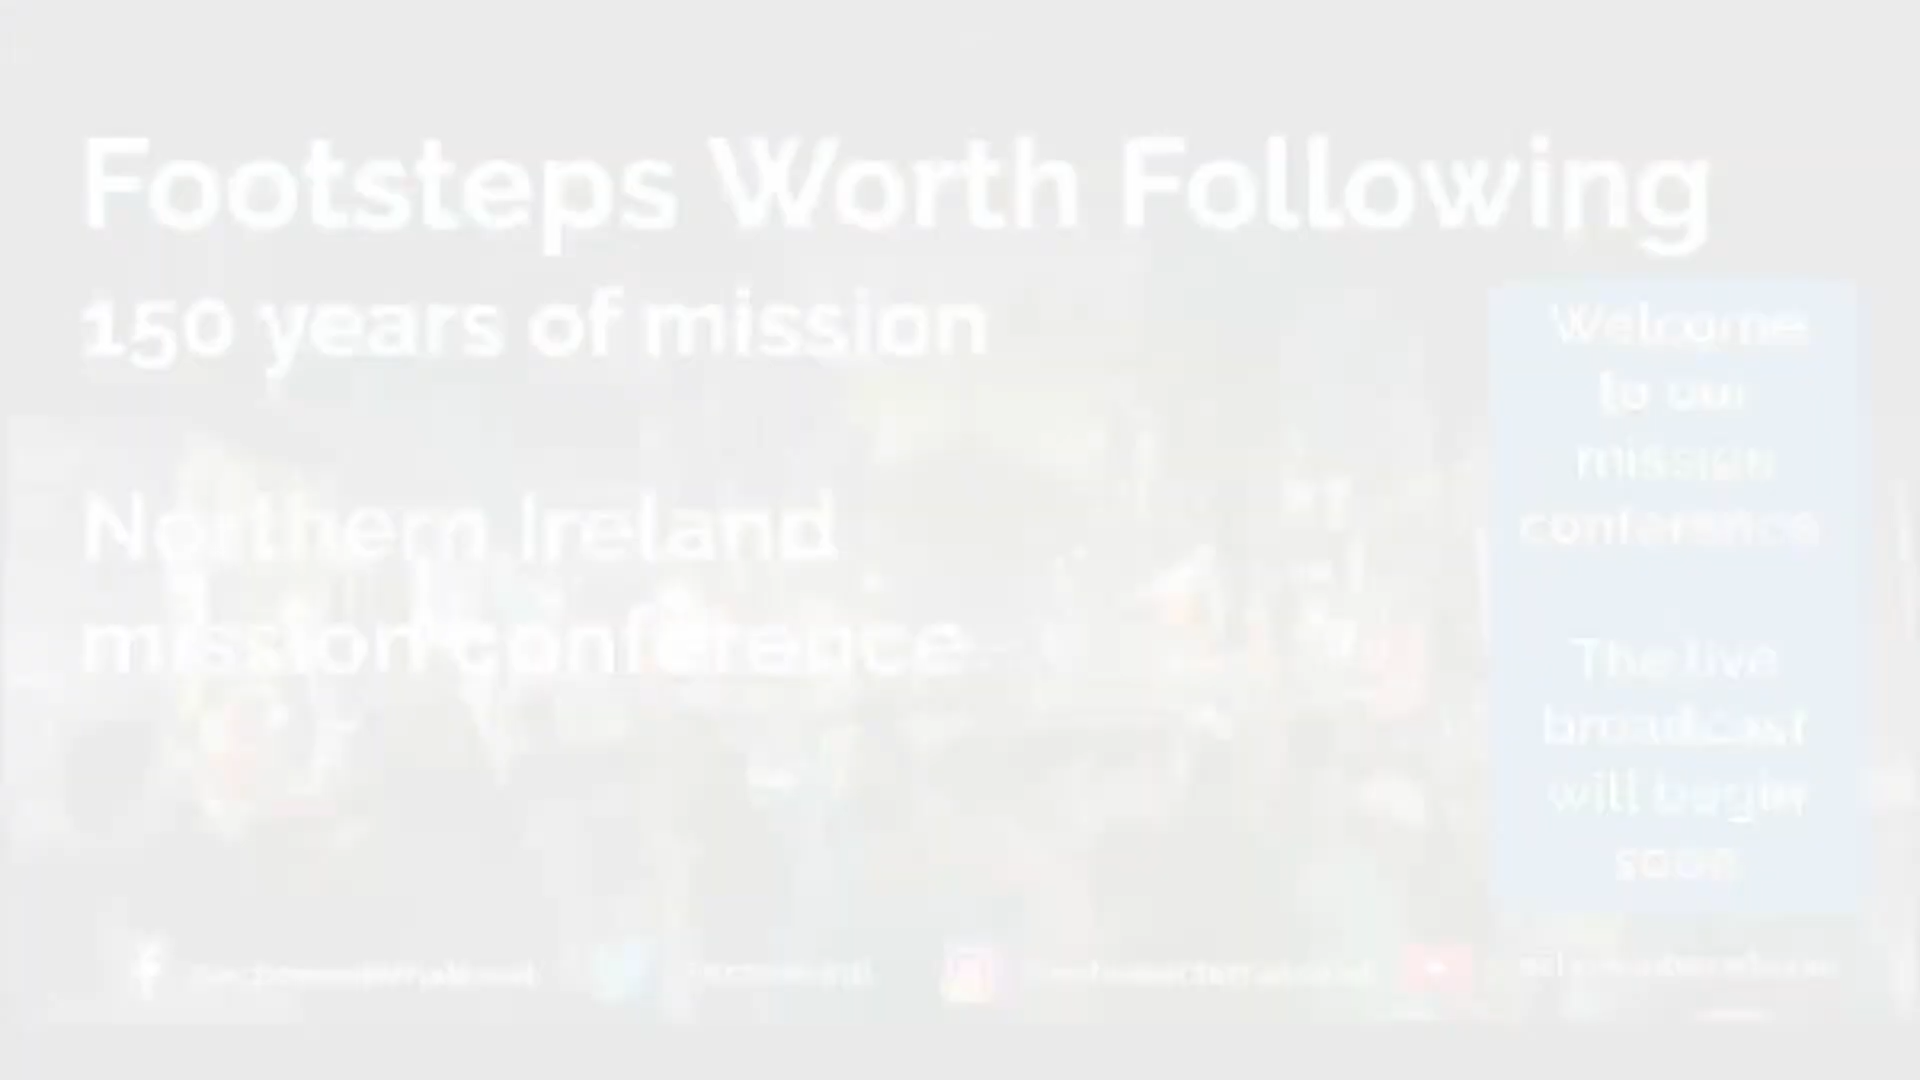 Footsteps Worth Following
150 years of mission
Northern Ireland
mission conference
Welcome
to our
mission
conference
The live
broadcast
will begin
soon